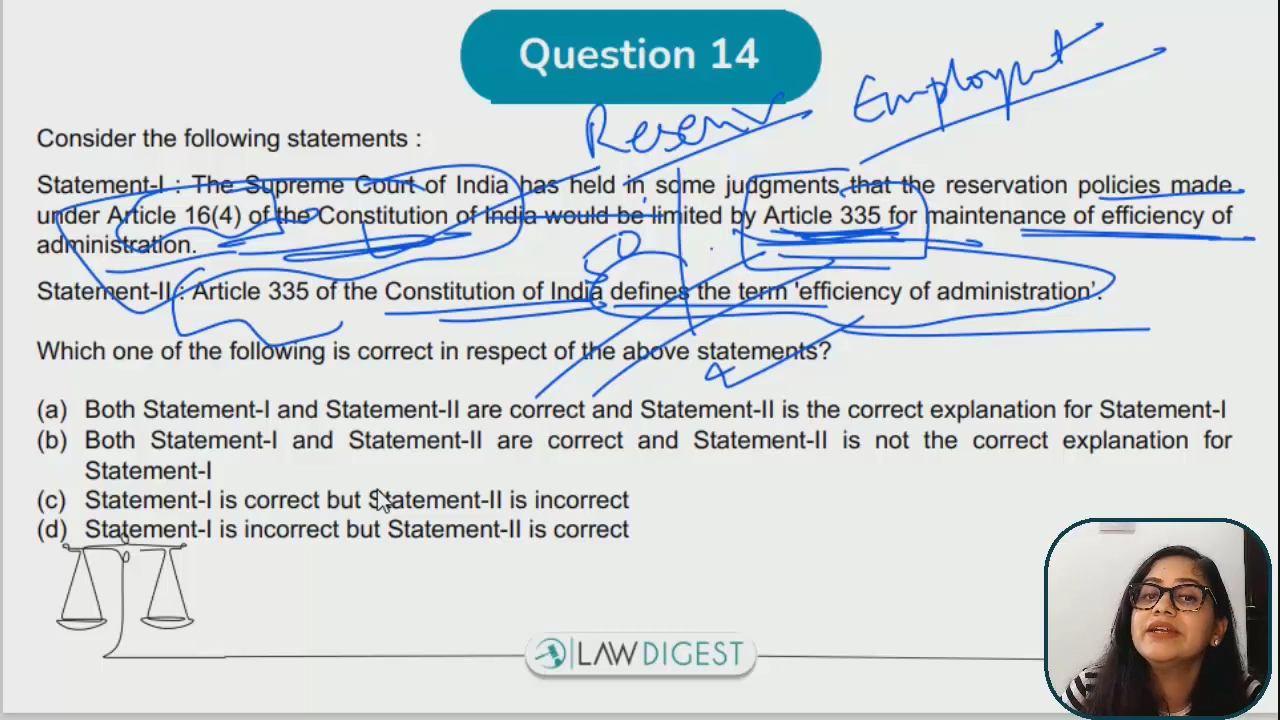 Question 14
Reserv
Employment
Consider the following statements :
Statement-I : The Supreme Court of India has held in some judgments that the reservation policies made
under Article 16(4) of the Constitution of India would be limited by Article 335 for maintenance of efficiency of
administration.
50
Statement-II : Article 335 of the Constitution of India defines the term 'efficiency of administration'.
Which one of the following is correct in respect of the above statements?
(a) Both Statement-I and Statement-II are correct and Statement-II is the correct explanation for Statement-I
(b) Both Statement-I and Statement-II are correct and Statement-II is not the correct explanation for
Statement-I
(c) Statement-I is correct but Statement-II is incorrect
(d) Statement-I is incorrect but Statement-II is correct
LAWDIGEST